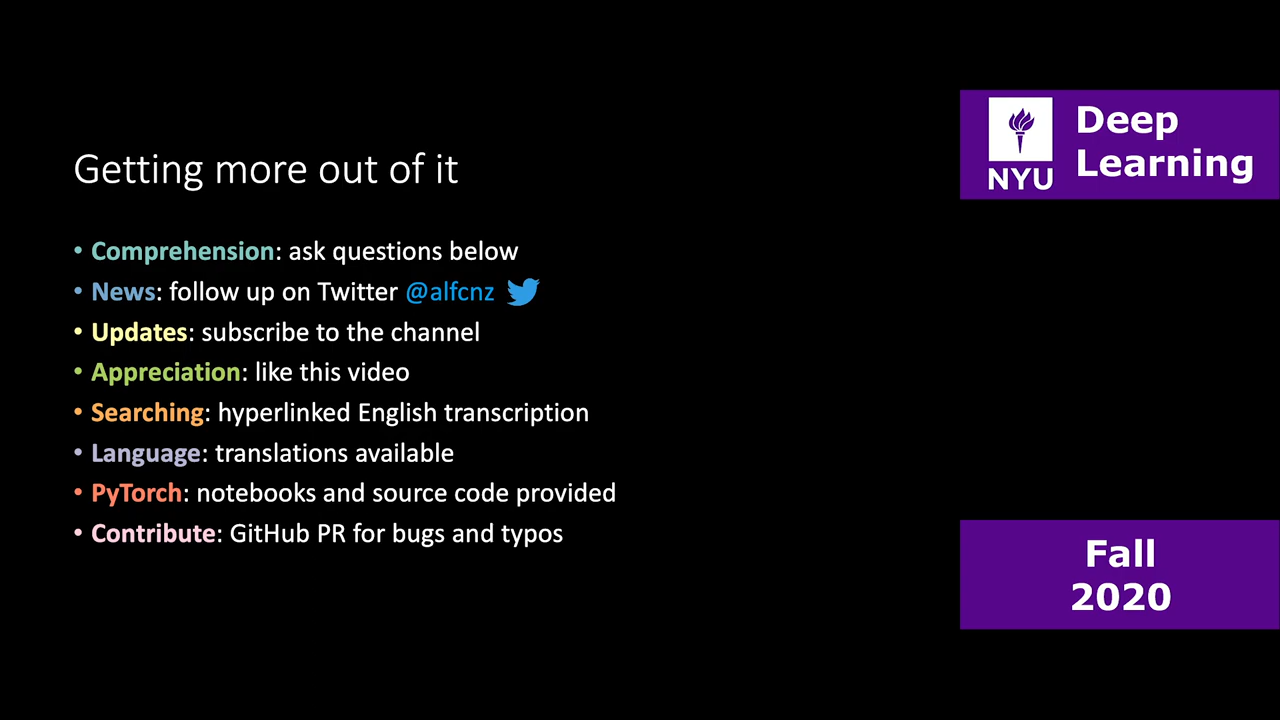 Getting more out of it
• Comprehension: ask questions below
• News: follow up on Twitter @alfcnz
• Updates: subscribe to the channel
• Appreciation: like this video
• Searching: hyperlinked English transcription
• Language: translations available
• PyTorch: notebooks and source code provided
• Contribute: GitHub PR for bugs and typos
NYU
Deep
Learning
Fall
2020